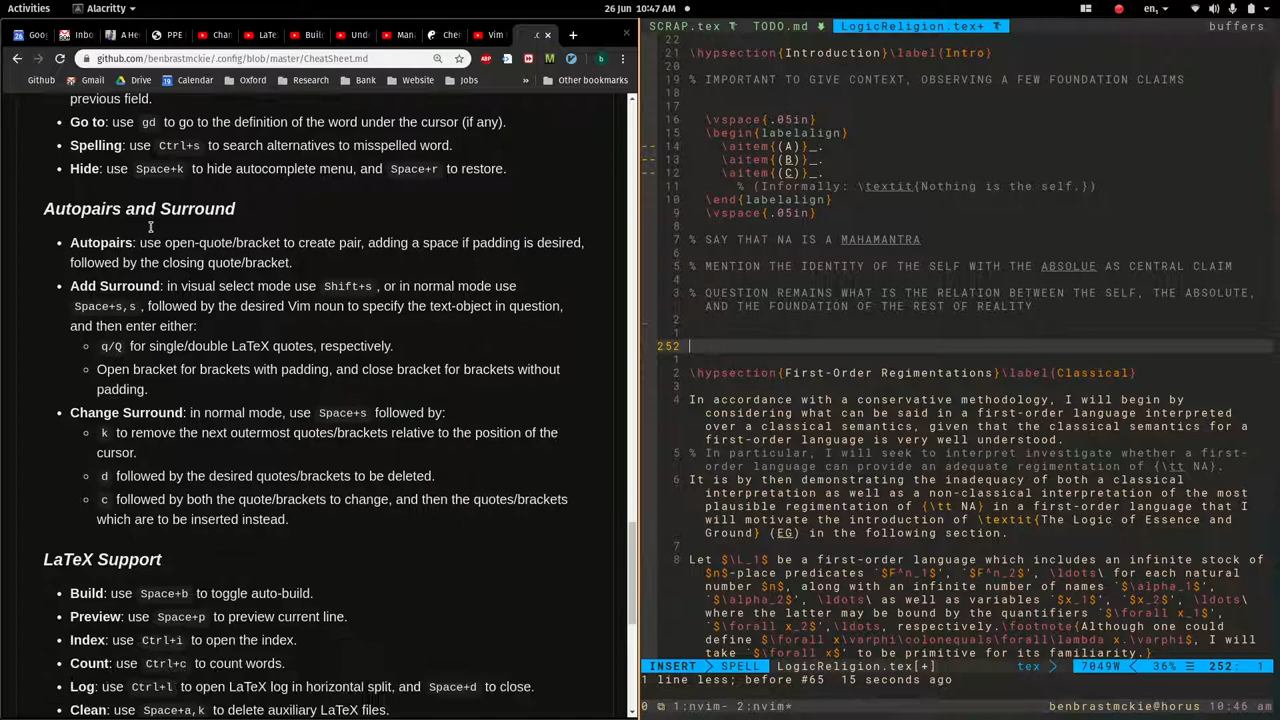 Activities
Alacritty
26 Jun 10:47 AM
en₁
Goog
Inbo
A He
PPE
Chan
LaTe
Buil
Und
Man
Che
Vim
.c
github.com/benbrastmckie/.config/blob/master/CheatSheet.md
Github
Gmail
Drive
Calendar
Oxford
Research
Bank
Website
Jobs
»
Other bookmarks
previous field.
• Go to: use gd to go to the definition of the word under the cursor (if any).
• Spelling: use Ctrl+s to search alternatives to misspelled word.
• Hide: use Space+k to hide autocomplete menu, and Space+r to restore.
Autopairs and Surround
• Autopairs: use open-quote/bracket to create pair, adding a space if padding is desired,
followed by the closing quote/bracket.
• Add Surround: in visual select mode use Shift+s , or in normal mode use
Space+s,s , followed by the desired Vim noun to specify the text-object in question,
and then enter either:
q/Q for single/double LaTeX quotes, respectively.
Open bracket for brackets with padding, and close bracket for brackets without
padding.
• Change Surround: in normal mode, use Space+s followed by:
k to remove the next outermost quotes/brackets relative to the position of the
cursor.
d followed by the desired quotes/brackets to be deleted.
c followed by both the quote/brackets to change, and then the quotes/brackets
which are to be inserted instead.
LaTeX Support
• Build: use Space+b to toggle auto-build.
• Preview: use Space+p to preview current line.
• Index: use Ctrl+i to open the index.
• Count: use Ctrl+c to count words.
• Log: use Ctrl+l to open LaTeX log in horizontal split, and Space+d to close.
• Clean: use Space+a,k to delete auxiliary LaTeX files.
SCRAP.tex TODO.md LogicReligion.tex+ buffers
22
21 \hypsection{Introduction}\label{Intro}
20
19 % IMPORTANT TO GIVE CONTEXT, OBSERVING A FEW FOUNDATION CLAIMS
18
17
16 \vspace{.05in}
15 \begin{labelalign}
14 \aitem{(A)}_.
13 \aitem{(B)}_.
12 \aitem{(C)}_.
11 % (Informally: \textit{Nothing is the self.})
10 \end{labelalign}
9 \vspace{.05in}
8
7 % SAY THAT NA IS A MAHAMANTRA
6
5 % MENTION THE IDENTITY OF THE SELF WITH THE ABSOLUE AS CENTRAL CLAIM
4
3 % QUESTION REMAINS WHAT IS THE RELATION BETWEEN THE SELF, THE ABSOLUTE,
AND THE FOUNDATION OF THE REST OF REALITY
2
1
252
1
2 \hypsection{First-Order Regimentations}\label{Classical}
3
4 In accordance with a conservative methodology, I will begin by
considering what can be said in a first-order language interpreted
over a classical semantics, given that the classical semantics for a
first-order language is very well understood.
5 % In particular, I will seek to interpret investigate whether a first-
order language can provide an adequate regimentation of {\tt NA}.
6 It is by then demonstrating the inadequacy of both a classical
interpretation as well as a non-classical interpretation of the most
plausible regimentation of {\tt NA} in a first-order language that I
will motivate the introduction of \textit{The Logic of Essence and
Ground} (EG) in the following section.
7
8 Let $\L_1$ be a first-order language which includes an infinite stock of
$n$-place predicates `$F^n_1$', `$F^n_2$', \ldots\ for each natural
number $n$, along with an infinite number of names `$\alpha_1$',
`$\alpha_2$', \ldots\ as well as variables `$x_1$', `$x_2$', \ldots\
where the latter may be bound by the quantifiers `$\forall x_1$',
`$\forall x_2$',\ldots, respectively.\footnote{Although one could
define $\forall x\varphi\colonequals\forall\lambda x.\varphi$, I will
take `$\forall x$' to be primitive for its familiarity.}
INSERT SPELL LogicReligion.tex[+] tex 7049W 36% ☰ 252: 1
1 line less; before #65 15 seconds ago
0 1:nvim- 2:nvim* benbrastmckie@horus 10:46 am